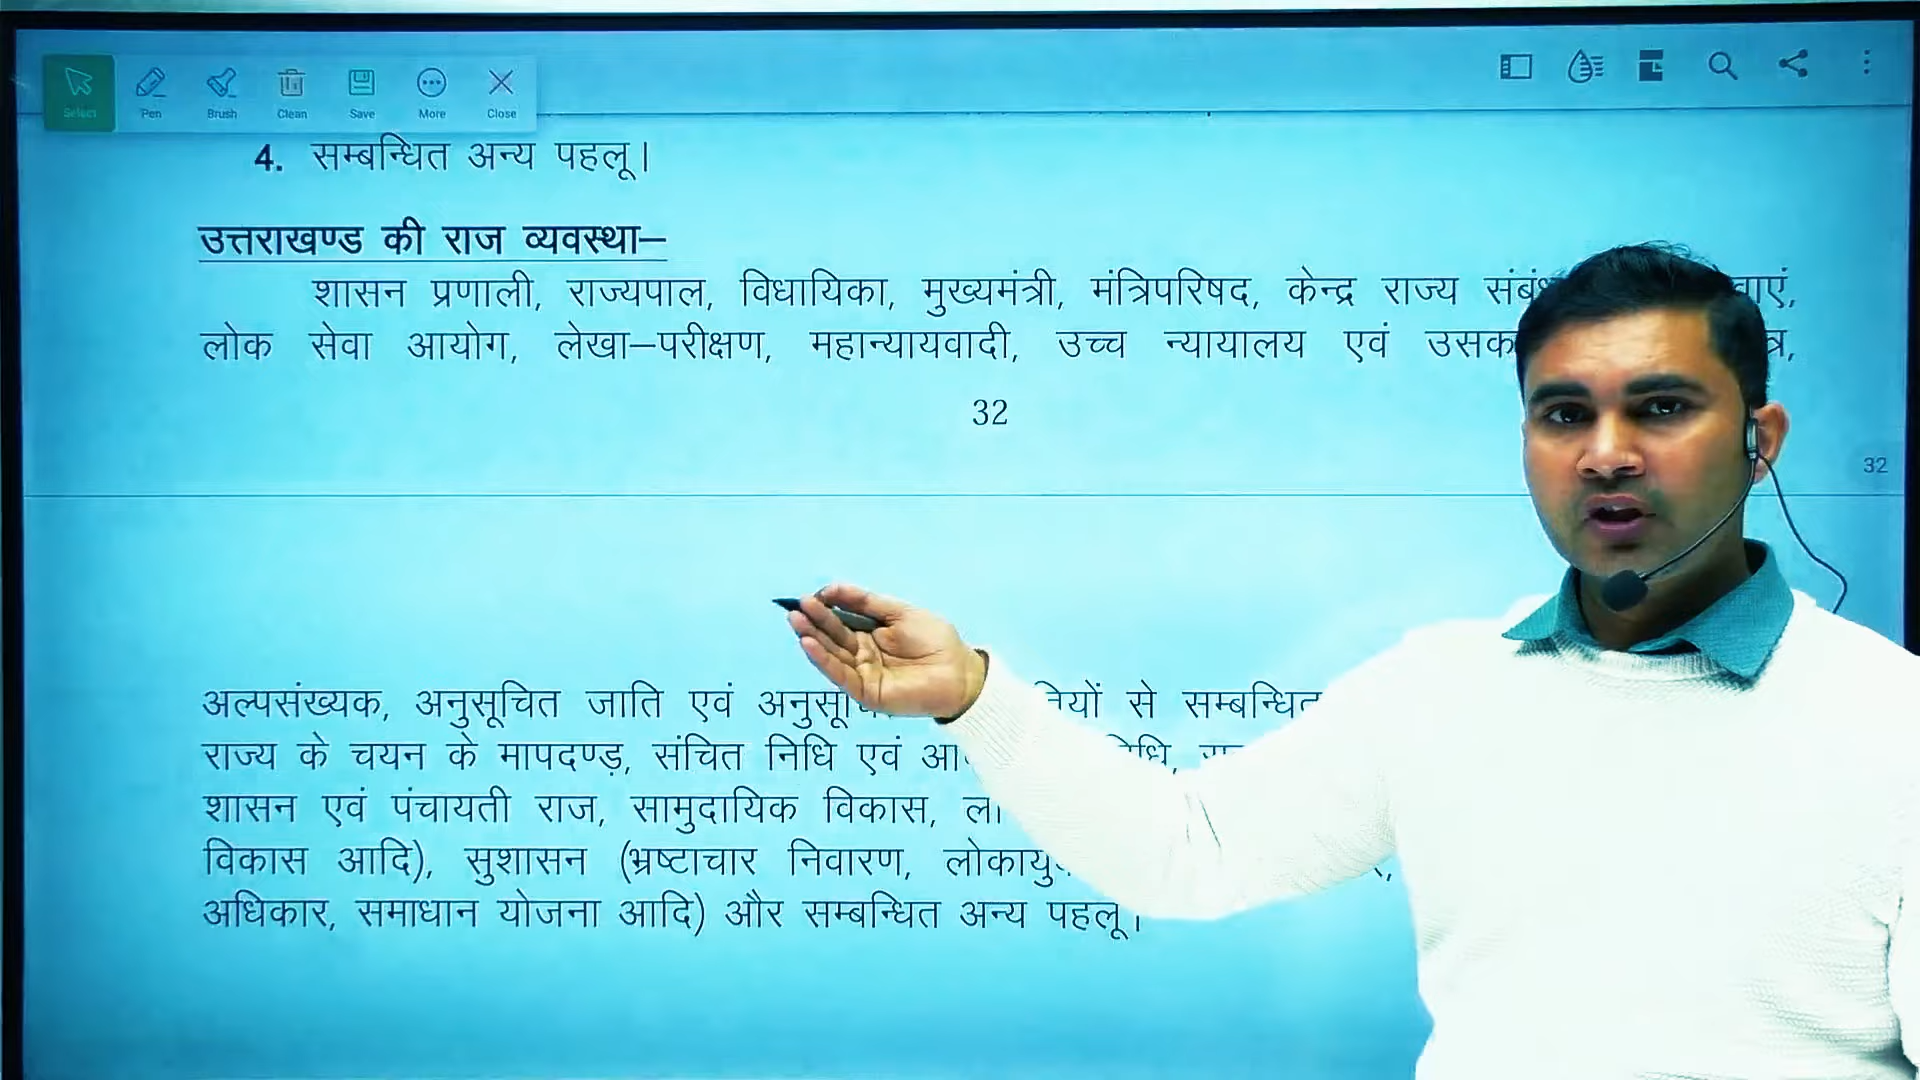 Select Pen Brush Clean Save More Close
4. सम्बन्धित अन्य पहलू।
उत्तराखण्ड की राज व्यवस्था–
शासन प्रणाली, राज्यपाल, विधायिका, मुख्यमंत्री, मंत्रिपरिषद, केन्द्र राज्य
लोक सेवा आयोग, लेखा–परीक्षण, महान्यायवादी, उच्च न्यायालय एवं
32
32
अल्पसंख्यक, अनुसूचित जाति एवं से सम्बन्धित
राज्य के चयन के मापदण्ड, संचित निधि एवं
शासन एवं पंचायती राज, सामुदायिक विकास,
विकास आदि), सुशासन (भ्रष्टाचार निवारण,
अधिकार, समाधान योजना आदि) और सम्बन्धित अन्य पहलू।